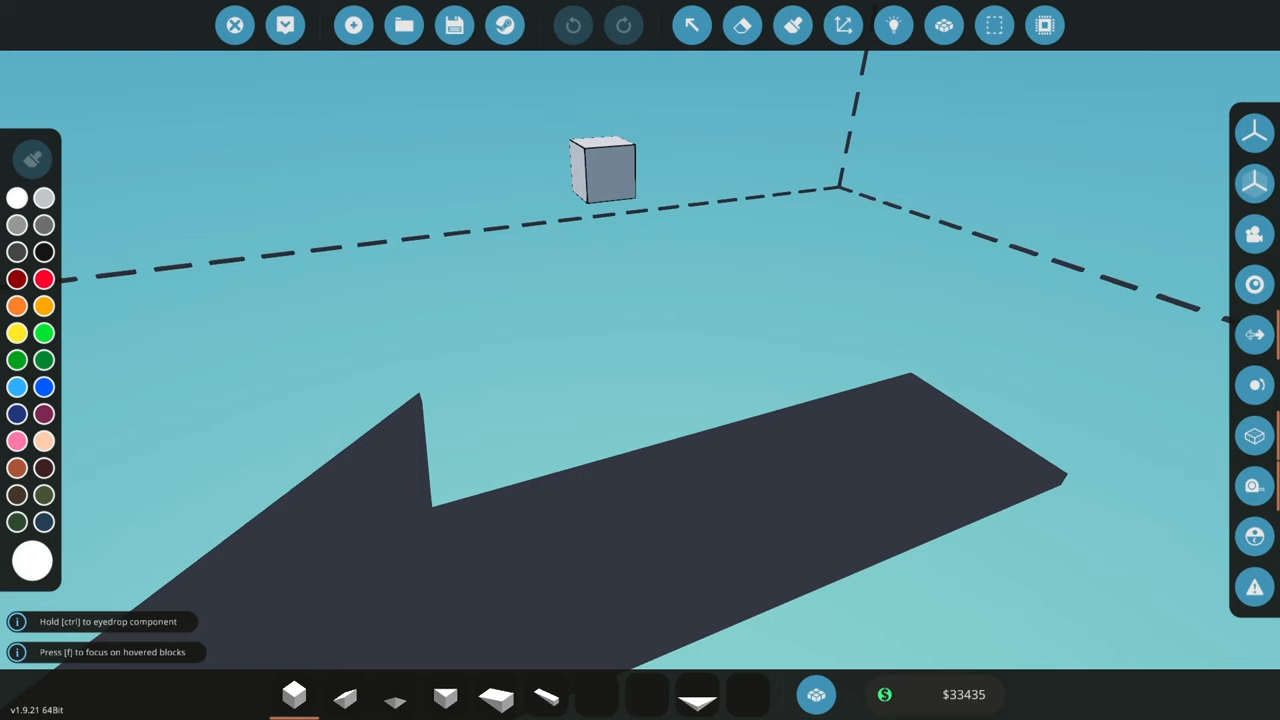 Hold [ctrl] to eyedrop component
Press [f] to focus on hovered blocks
v1.9.21 64Bit
$
$33435